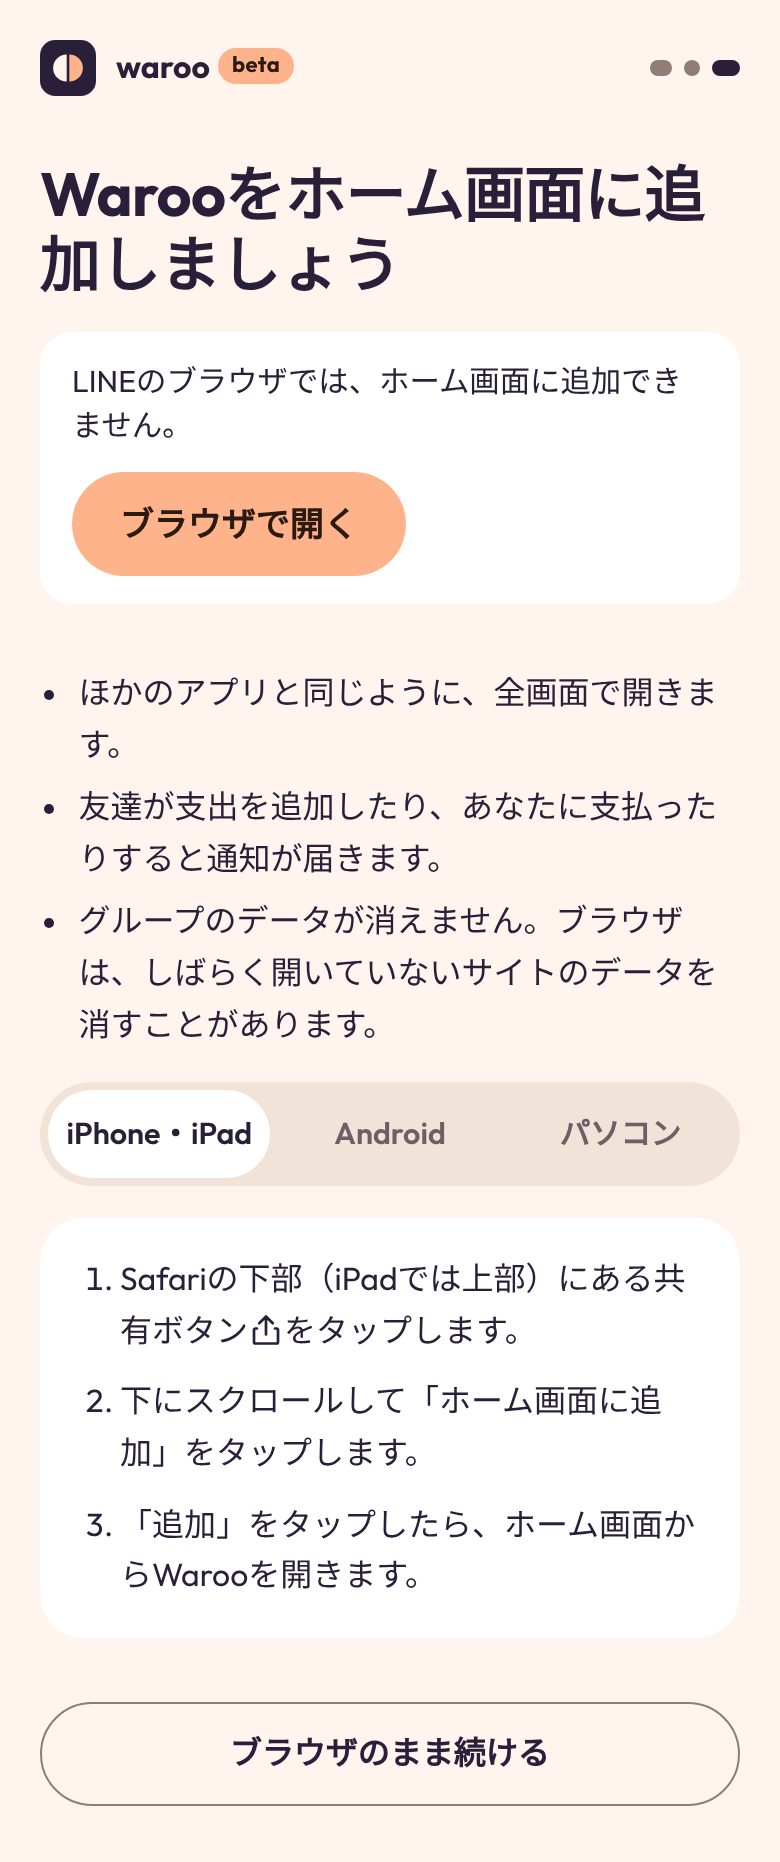 waroo beta
Warooをホーム画面に追
加しましょう
LINEのブラウザでは、ホーム画面に追加でき
ません。
ブラウザで開く
• ほかのアプリと同じように、全画面で開きま
す。
• 友達が支出を追加したり、あなたに支払った
りすると通知が届きます。
• グループのデータが消えません。ブラウザ
は、しばらく開いていないサイトのデータを
消すことがあります。
iPhone・iPad Android パソコン
1. Safariの下部（iPadでは上部）にある共
有ボタンをタップします。
2. 下にスクロールして「ホーム画面に追
加」をタップします。
3. 「追加」をタップしたら、ホーム画面か
らWarooを開きます。
ブラウザのまま続ける